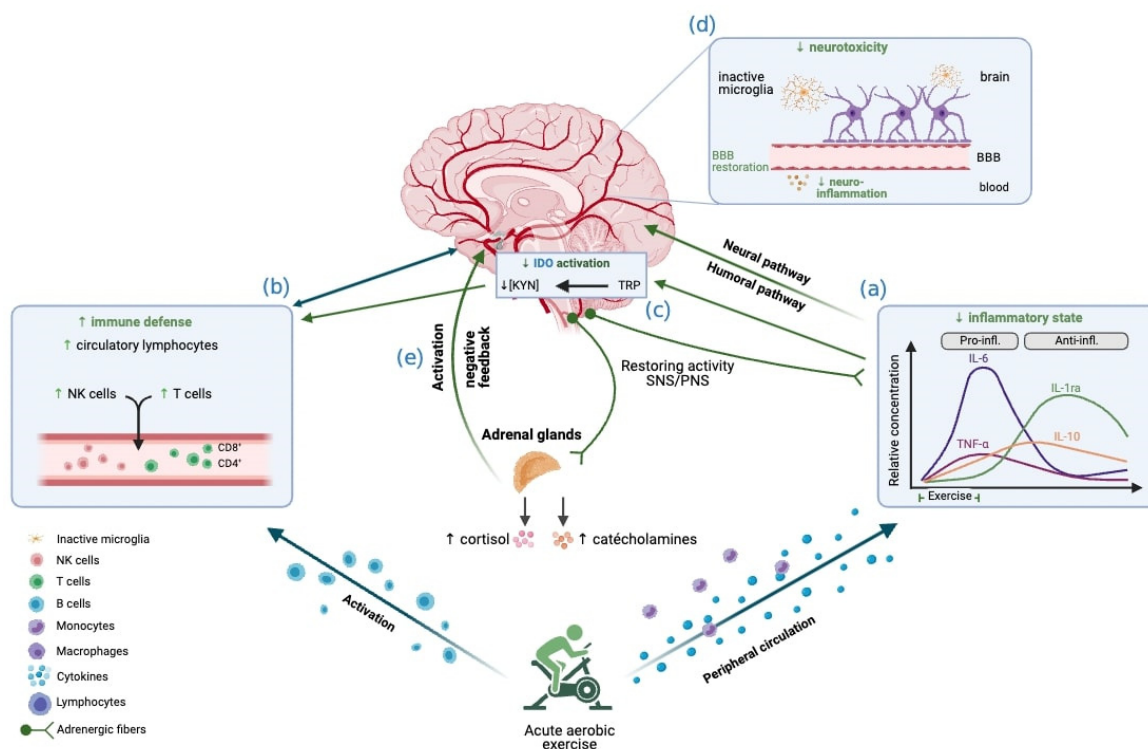 (d)
↓ neurotoxicity
inactive
microglia
brain
BBB
restoration
BBB
↓ neuro-
inflammation
blood
Neural pathway
Humoral pathway
↓ IDO activation
↓[KYN]
TRP
(c)
(b)
↑ immune defense
↑ circulatory lymphocytes
↑ NK cells
↑ T cells
CD8+
CD4+
(e)
Activation
negative
feedback
Restoring activity
SNS/PNS
Adrenal glands
↑ cortisol
↑ catécholamines
(a)
↓ inflammatory state
Pro-infl.
Anti-infl.
IL-6
IL-1ra
TNF-α
IL-10
Relative concentration
Exercise
Inactive microglia
NK cells
T cells
B cells
Monocytes
Macrophages
Cytokines
Lymphocytes
Adrenergic fibers
Activation
Peripheral circulation
Acute aerobic
exercise